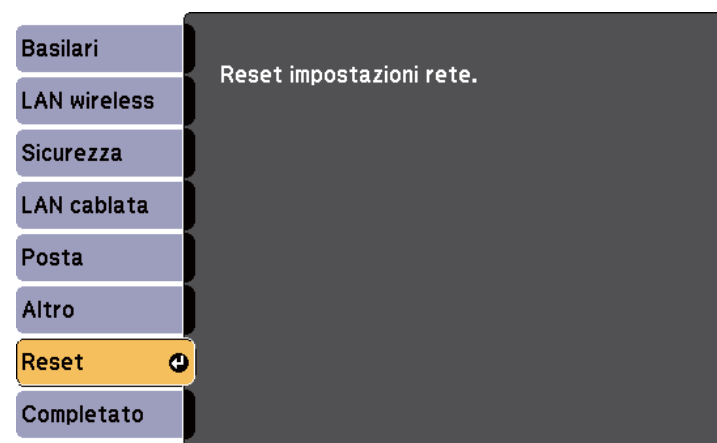 Basilari
LAN wireless
Sicurezza
LAN cablata
Posta
Altro
Reset
Completato
Reset impostazioni rete.